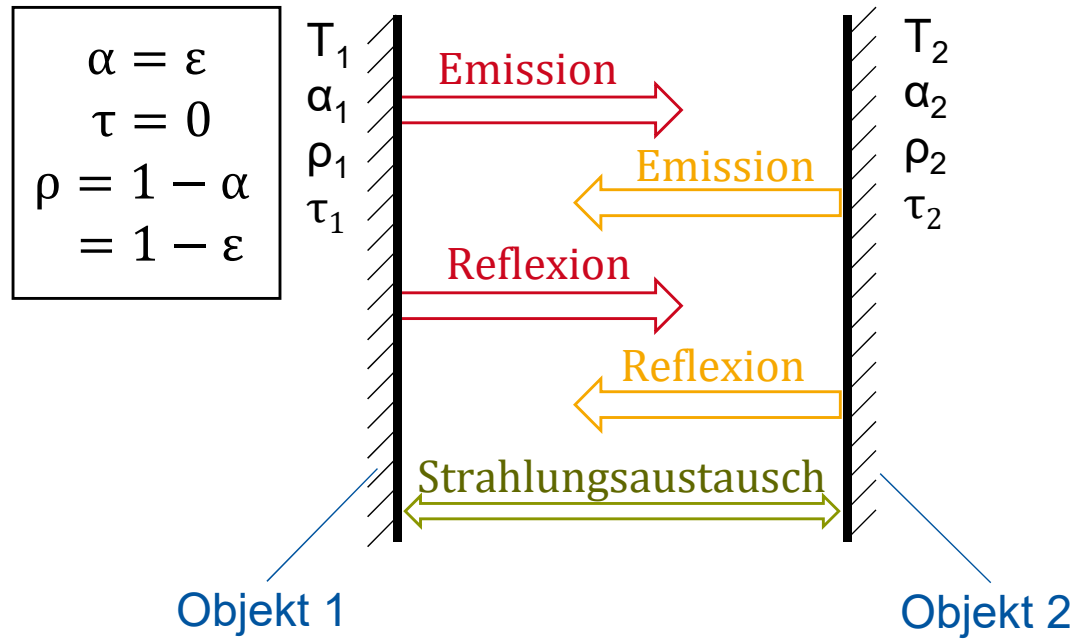 α = ε
τ = 0
ρ = 1 − α
= 1 − ε
T₁
α₁
ρ₁
τ₁
Emission
Emission
Reflexion
Reflexion
Strahlungsaustausch
T₂
α₂
ρ₂
τ₂
Objekt 1
Objekt 2